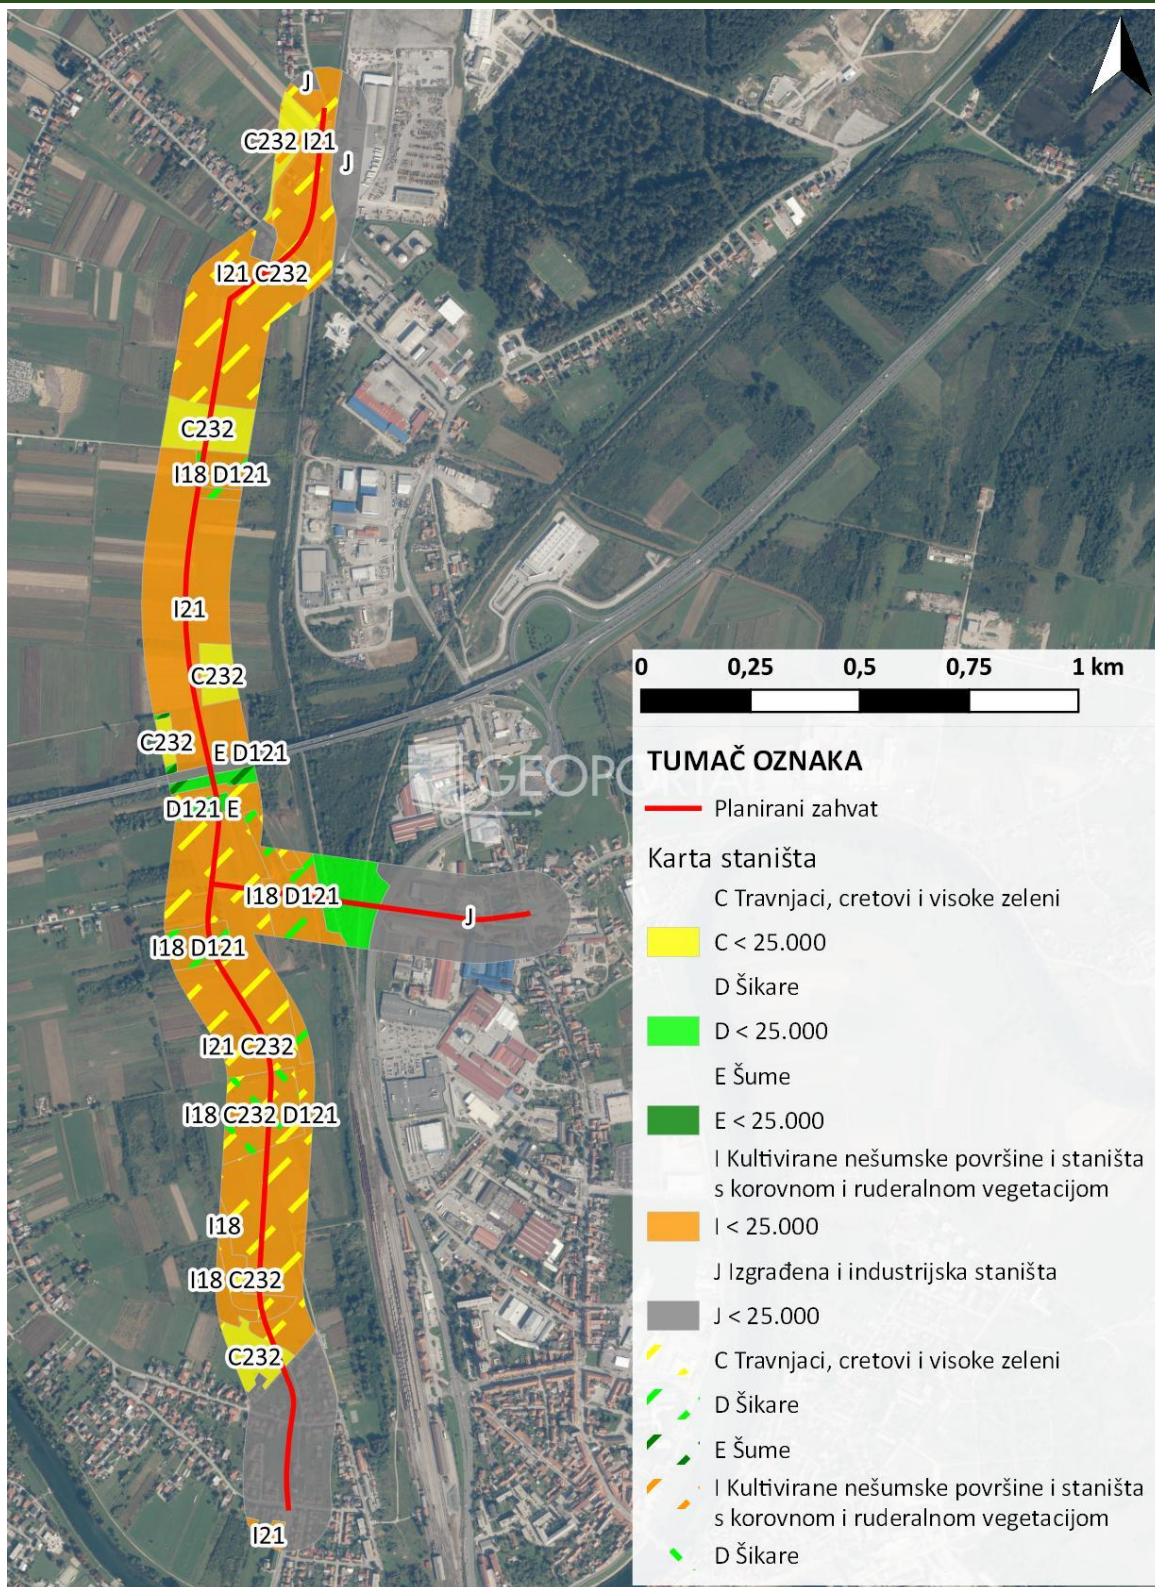 J
C232 I21
J
I21 C232
C232
I18 D121
I21
C232
C232
E D121
D121 E
I18 D121
J
I18 D121
I21 C232
I18 C232 D121
I18
I18 C232
C232
I21
GEOPORTAL
0 0,25 0,5 0,75 1 km
TUMAČ OZNAKA
Planirani zahvat
Karta staništa
C Travnjaci, cretovi i visoke zeleni
C < 25.000
D Šikare
D < 25.000
E Šume
E < 25.000
I Kultivirane nešumske površine i staništa
s korovnom i ruderalnom vegetacijom
I < 25.000
J Izgrađena i industrijska staništa
J < 25.000
C Travnjaci, cretovi i visoke zeleni
D Šikare
E Šume
I Kultivirane nešumske površine i staništa
s korovnom i ruderalnom vegetacijom
D Šikare